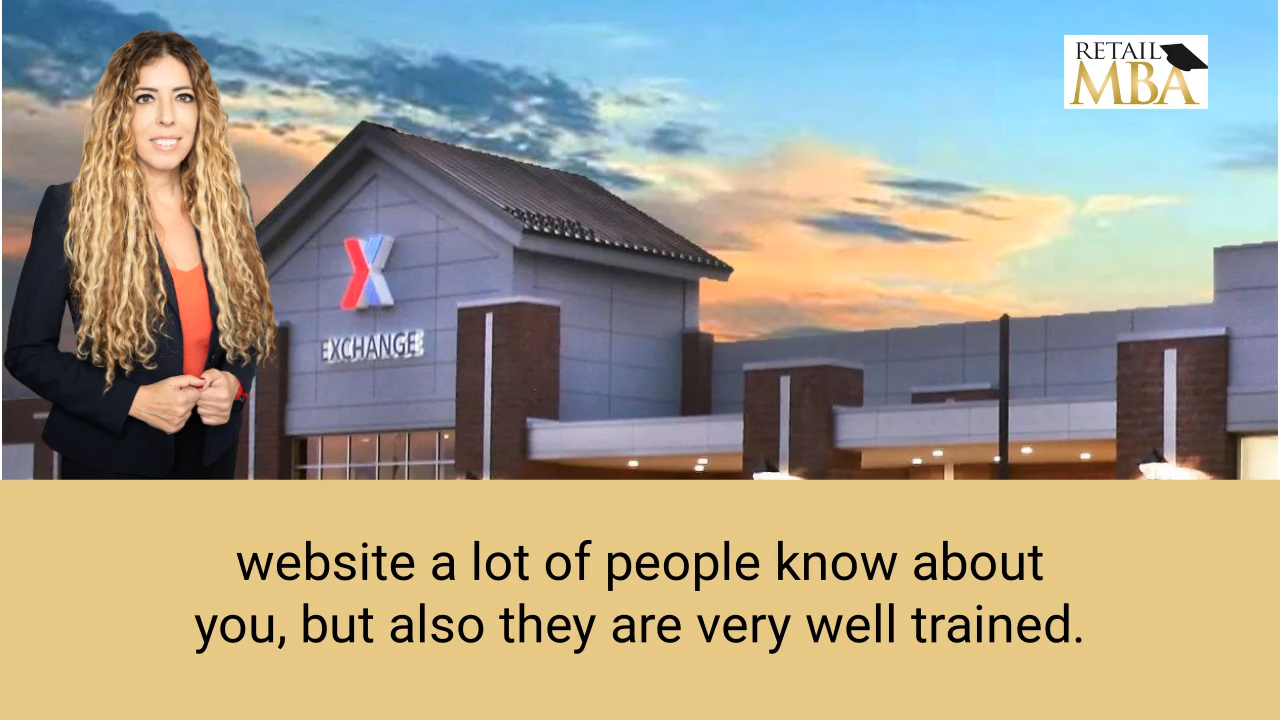 RETAIL
MBA
X
EXCHANGE
website a lot of people know about
you, but also they are very well trained.